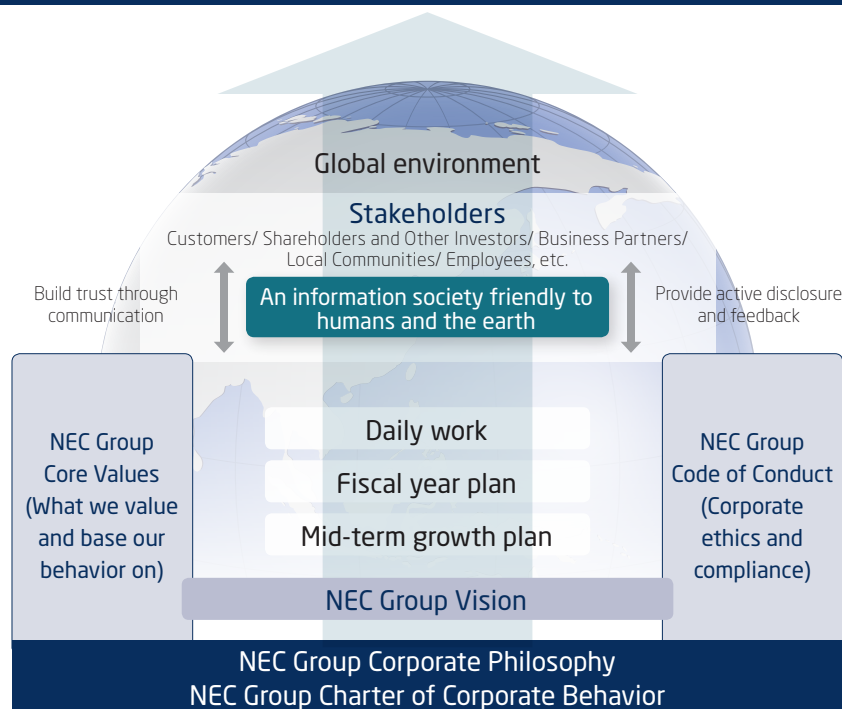 Global environment
Stakeholders
Customers/ Shareholders and Other Investors/ Business Partners/
Local Communities/ Employees, etc.
Build trust through
communication
An information society friendly to
humans and the earth
Provide active disclosure
and feedback
NEC Group
Core Values
(What we value
and base our
behavior on)
Daily work
Fiscal year plan
Mid-term growth plan
NEC Group
Code of Conduct
(Corporate
ethics and
compliance)
NEC Group Vision
NEC Group Corporate Philosophy
NEC Group Charter of Corporate Behavior